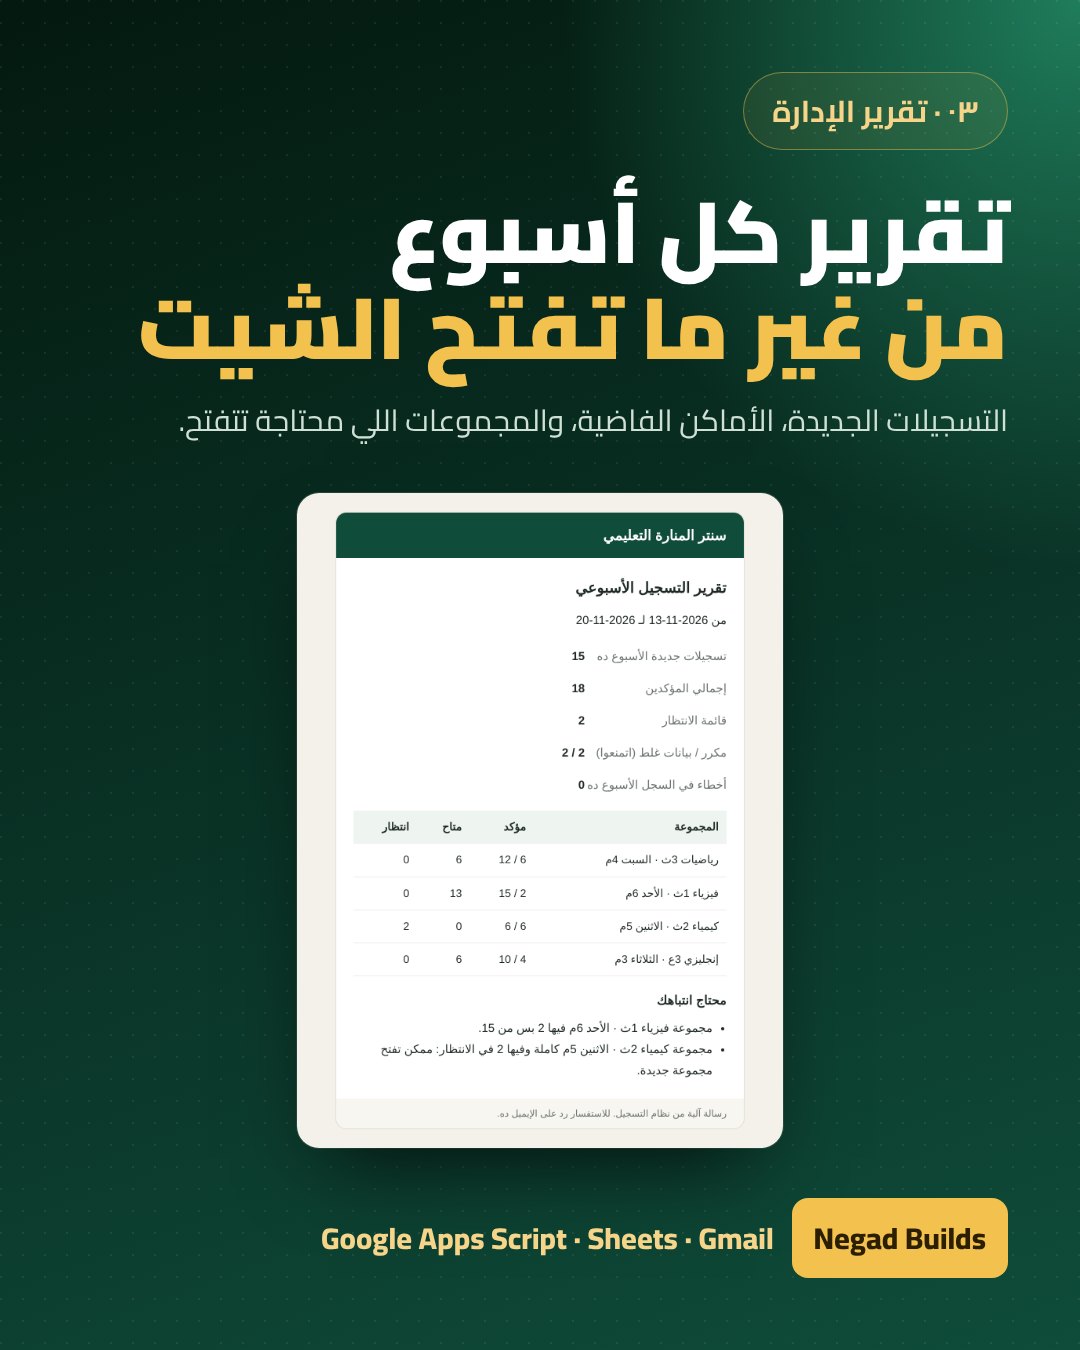 ٠٠٣ تقرير الإدارة
تقرير كل أسبوع
من غير ما تفتح الشيت
التسجيلات الجديدة، الأماكن الفاضية، والمجموعات اللي محتاجة تتفتح.
سنتر المنارة التعليمي
تقرير التسجيل الأسبوعي
من 2026-11-13 لـ 2026-11-20
تسجيلات جديدة الأسبوع ده 15
إجمالي المؤكدين 18
قائمة الانتظار 2
مكرر / بيانات غلط (اتمنعوا) 2 / 2
أخطاء في السجل الأسبوع ده 0
المجموعة مؤكد متاح انتظار
رياضيات 3ث · السبت 4م 6 / 12 6 0
فيزياء 1ث · الأحد 6م 2 / 15 13 0
كيمياء 2ث · الاثنين 5م 6 / 6 0 2
إنجليزي 3ع · الثلاثاء 3م 4 / 10 6 0
محتاج انتباهك
• مجموعة فيزياء 1ث · الأحد 6م فيها 2 بس من 15.
• مجموعة كيمياء 2ث · الاثنين 5م كاملة وفيها 2 في الانتظار: ممكن تفتح
مجموعة جديدة.
رسالة آلية من نظام التسجيل. للاستفسار رد على الإيميل ده.
Negad Builds
Google Apps Script · Sheets · Gmail